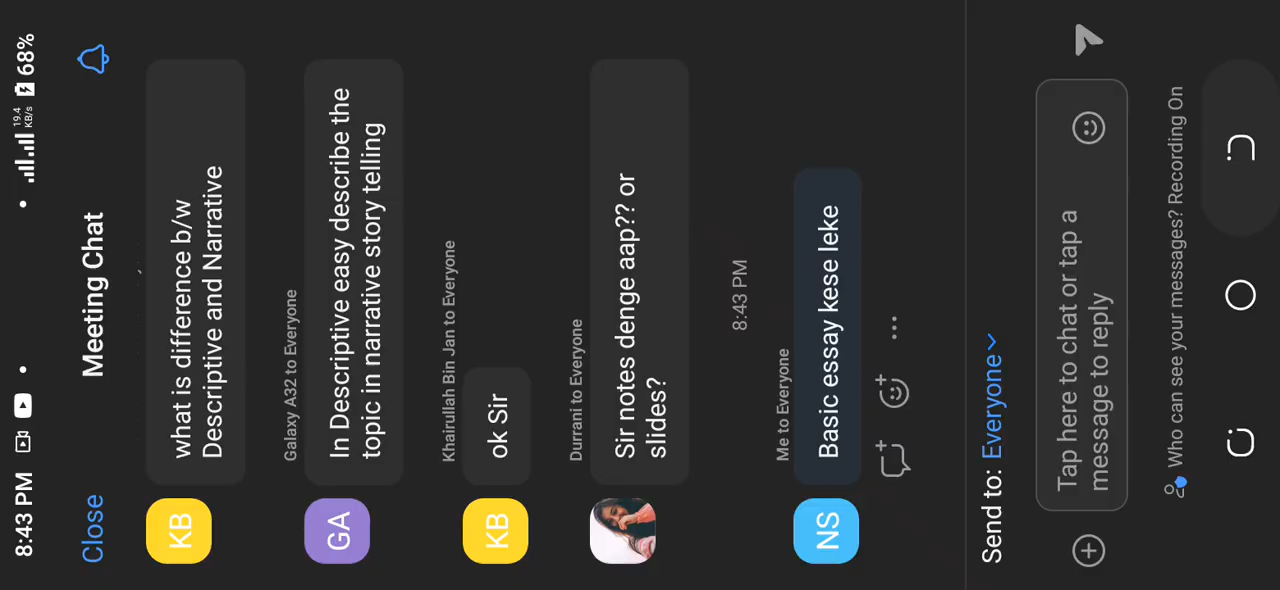 8:43 PM
19.4
KB/s
68%
Close
Meeting Chat
KB
what is difference b/w
Descriptive and Narrative
Galaxy A32 to Everyone
GA
In Descriptive easy describe the
topic in narrative story telling
Khairullah Bin Jan to Everyone
KB
ok Sir
Durrani to Everyone
Sir notes denge aap?? or
slides?
8:43 PM
Me to Everyone
NS
Basic essay kese leke
Send to: Everyone
Tap here to chat or tap a
message to reply
Who can see your messages? Recording On